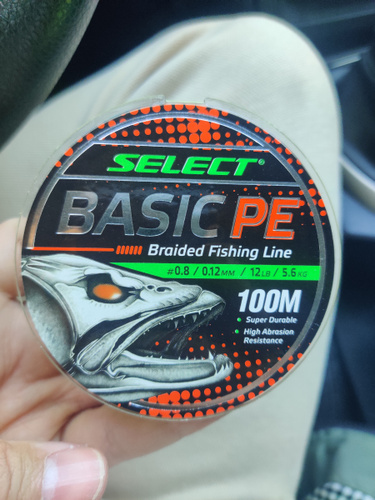 SELECT®
BASIC PE
Braided Fishing Line
#0.8 / 0.12MM / 12LB / 5.6KG
100M
Super Durable
High Abrasion
Resistance